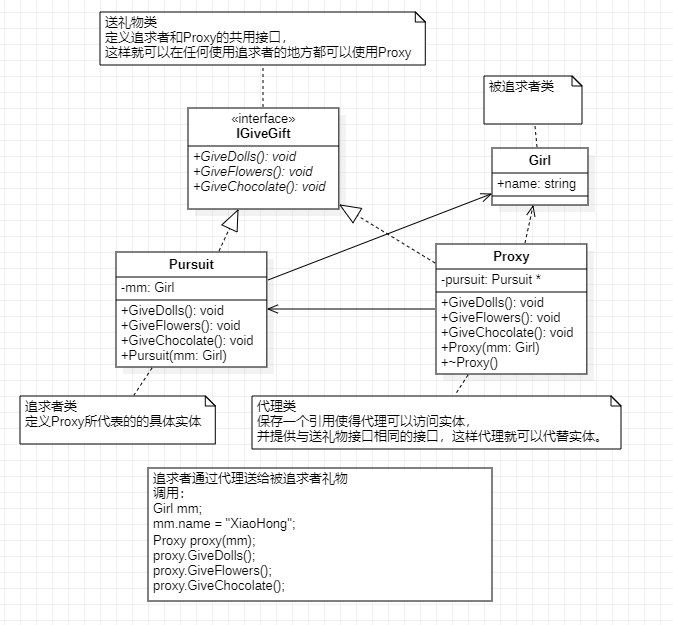 送礼物类
定义追求者和Proxy的共用接口，
这样就可以在任何使用追求者的地方都可以使用Proxy
被追求者类
«interface»
IGiveGift
+GiveDolls(): void
+GiveFlowers(): void
+GiveChocolate(): void
Girl
+name: string
Pursuit
-mm: Girl
+GiveDolls(): void
+GiveFlowers(): void
+GiveChocolate(): void
+Pursuit(mm: Girl)
Proxy
-pursuit: Pursuit *
+GiveDolls(): void
+GiveFlowers(): void
+GiveChocolate(): void
+Proxy(mm: Girl)
+~Proxy()
追求者类
定义Proxy所代表的的具体实体
代理类
保存一个引用使得代理可以访问实体，
并提供与送礼物接口相同的接口，这样代理就可以代替实体。
追求者通过代理送给被追求者礼物
调用：
Girl mm;
mm.name = "XiaoHong";
Proxy proxy(mm);
proxy.GiveDolls();
proxy.GiveFlowers();
proxy.GiveChocolate();